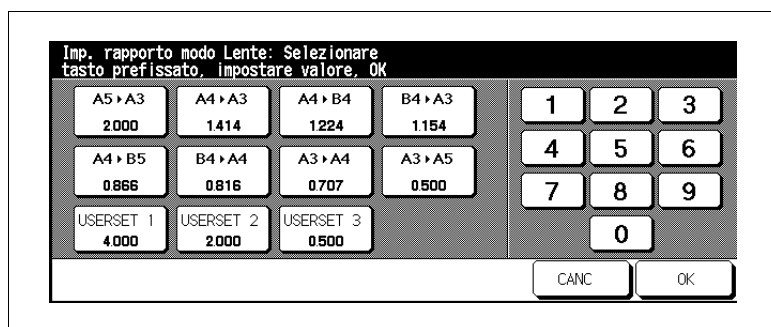 Imp. rapporto modo Lente: Selezionare
tasto prefissato, impostare valore, OK
A5▸A3 A4▸A3 A4▸B4 B4▸A3
2.000 1.414 1.224 1.154
A4▸B5 B4▸A4 A3▸A4 A3▸A5
0.866 0.816 0.707 0.500
USERSET 1 USERSET 2 USERSET 3
4.000 2.000 0.500
1 2 3
4 5 6
7 8 9
0
CANC OK